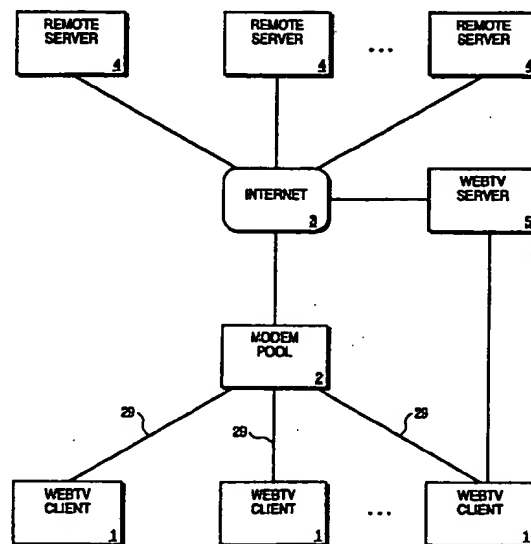 REMOTE
SERVER
4
REMOTE
SERVER
4
...
REMOTE
SERVER
4
INTERNET
3
WEBTV
SERVER
5
MODEM
POOL
2
29
29
29
WEBTV
CLIENT
1
WEBTV
CLIENT
1
...
WEBTV
CLIENT
1